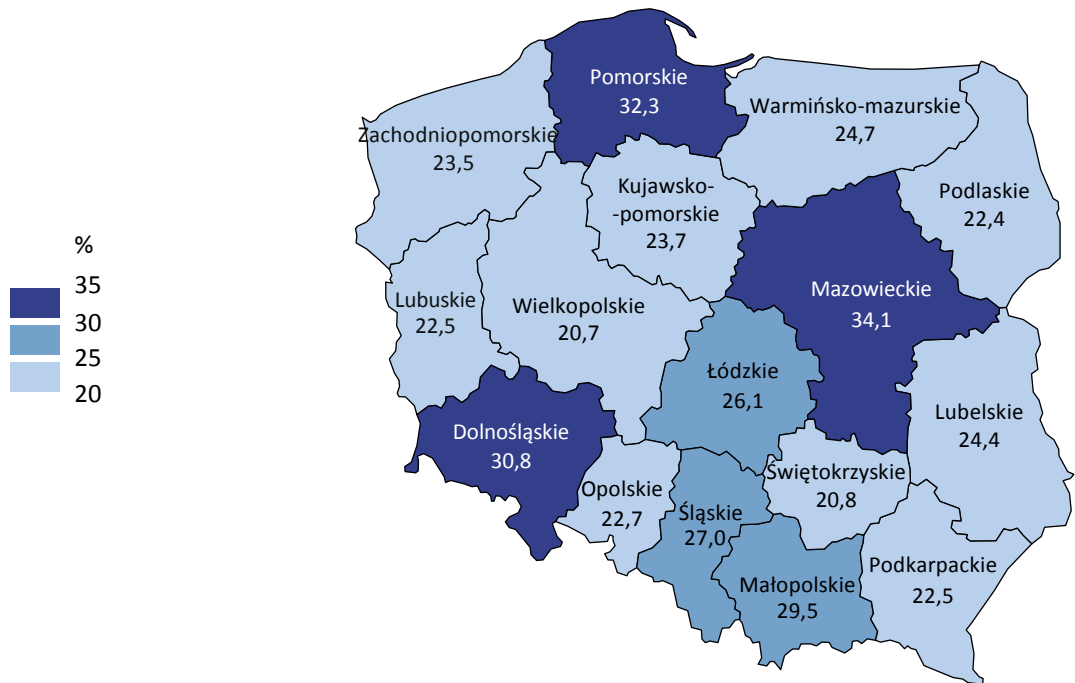 Pomorskie
32,3
Warmińsko-mazurskie
24,7
Zachodniopomorskie
23,5
Podlaskie
22,4
Kujawsko-
-pomorskie
23,7
%
35
30
25
20
Lubuskie
22,5
Wielkopolskie
20,7
Mazowieckie
34,1
Łódzkie
26,1
Lubelskie
24,4
Dolnośląskie
30,8
Opolskie
22,7
Śląskie
27,0
Świętokrzyskie
20,8
Małopolskie
29,5
Podkarpackie
22,5